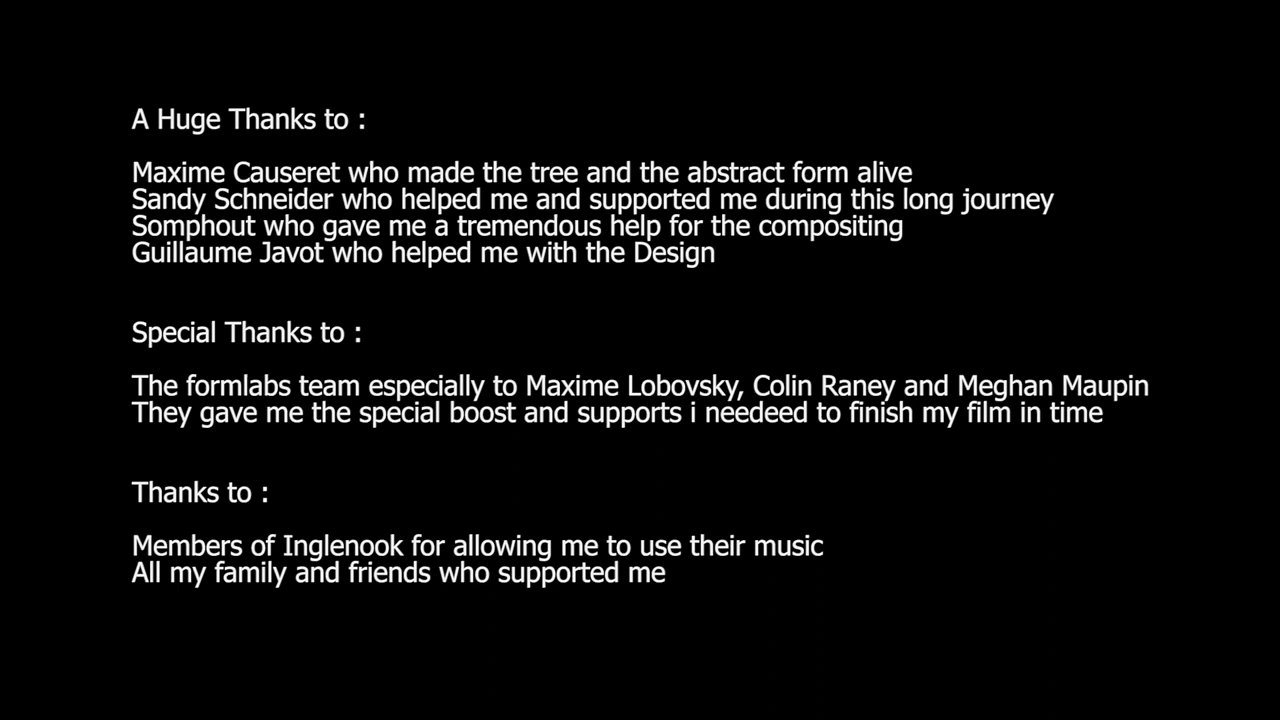 A Huge Thanks to :
Maxime Causeret who made the tree and the abstract form alive
Sandy Schneider who helped me and supported me during this long journey
Somphout who gave me a tremendous help for the compositing
Guillaume Javot who helped me with the Design
Special Thanks to :
The formlabs team especially to Maxime Lobovsky, Colin Raney and Meghan Maupin
They gave me the special boost and supports i needeed to finish my film in time
Thanks to :
Members of Inglenook for allowing me to use their music
All my family and friends who supported me